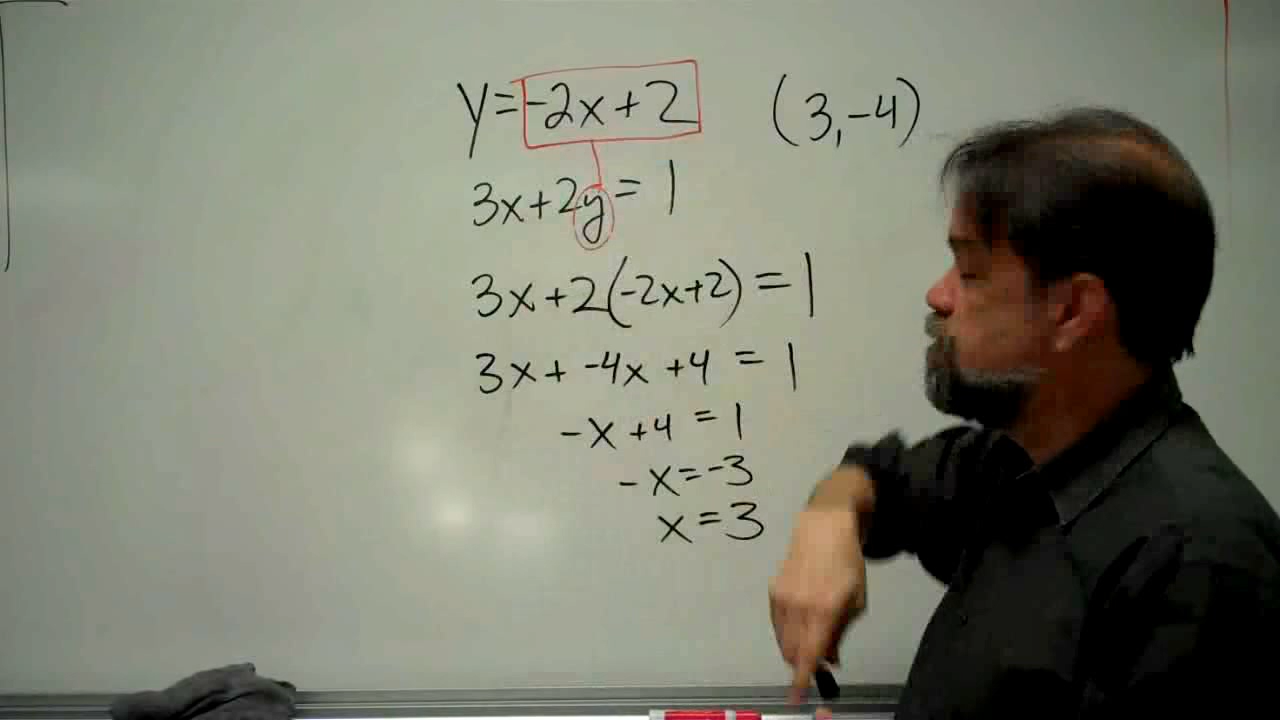 y=-2x+2 (3,-4)
3x+2y=1
3x+2(-2x+2)=1
3x+-4x+4=1
-x+4=1
-x=-3
x=3